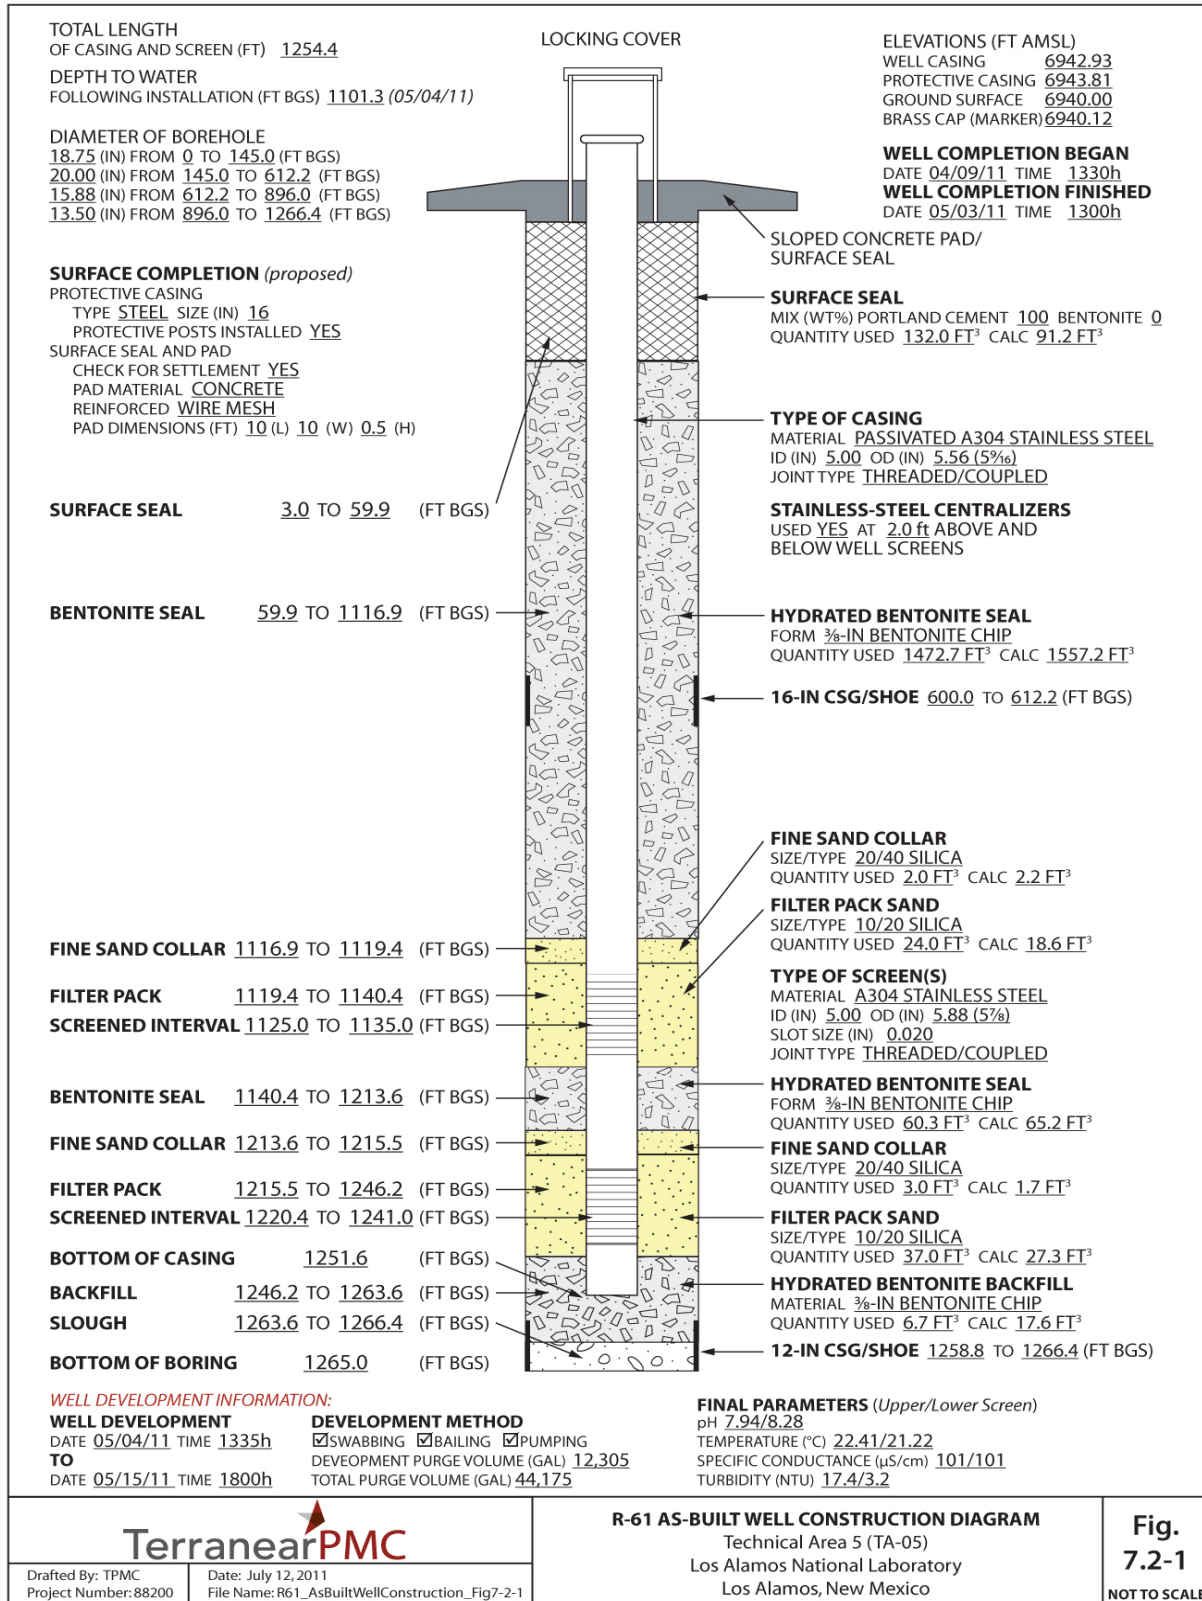 TOTAL LENGTH
OF CASING AND SCREEN (FT) 1254.4
DEPTH TO WATER
FOLLOWING INSTALLATION (FT BGS) 1101.3 (05/04/11)
DIAMETER OF BOREHOLE
18.75 (IN) FROM 0 TO 145.0 (FT BGS)
20.00 (IN) FROM 145.0 TO 612.2 (FT BGS)
15.88 (IN) FROM 612.2 TO 896.0 (FT BGS)
13.50 (IN) FROM 896.0 TO 1266.4 (FT BGS)
SURFACE COMPLETION (proposed)
PROTECTIVE CASING
TYPE STEEL SIZE (IN) 16
PROTECTIVE POSTS INSTALLED YES
SURFACE SEAL AND PAD
CHECK FOR SETTLEMENT YES
PAD MATERIAL CONCRETE
REINFORCED WIRE MESH
PAD DIMENSIONS (FT) 10 (L) 10 (W) 0.5 (H)
SURFACE SEAL 3.0 TO 59.9 (FT BGS)
BENTONITE SEAL 59.9 TO 1116.9 (FT BGS)
FINE SAND COLLAR 1116.9 TO 1119.4 (FT BGS)
FILTER PACK 1119.4 TO 1140.4 (FT BGS)
SCREENED INTERVAL 1125.0 TO 1135.0 (FT BGS)
BENTONITE SEAL 1140.4 TO 1213.6 (FT BGS)
FINE SAND COLLAR 1213.6 TO 1215.5 (FT BGS)
FILTER PACK 1215.5 TO 1246.2 (FT BGS)
SCREENED INTERVAL 1220.4 TO 1241.0 (FT BGS)
BOTTOM OF CASING 1251.6 (FT BGS)
BACKFILL 1246.2 TO 1263.6 (FT BGS)
SLOUGH 1263.6 TO 1266.4 (FT BGS)
BOTTOM OF BORING 1265.0 (FT BGS)
LOCKING COVER
ELEVATIONS (FT AMSL)
WELL CASING 6942.93
PROTECTIVE CASING 6943.81
GROUND SURFACE 6940.00
BRASS CAP (MARKER) 6940.12
WELL COMPLETION BEGAN
DATE 04/09/11 TIME 1330h
WELL COMPLETION FINISHED
DATE 05/03/11 TIME 1300h
SLOPED CONCRETE PAD/
SURFACE SEAL
SURFACE SEAL
MIX (WT%) PORTLAND CEMENT 100 BENTONITE 0
QUANTITY USED 132.0 FT³ CALC 91.2 FT³
TYPE OF CASING
MATERIAL PASSIVATED A304 STAINLESS STEEL
ID (IN) 5.00 OD (IN) 5.56 (5⁹⁄₁₆)
JOINT TYPE THREADED/COUPLED
STAINLESS-STEEL CENTRALIZERS
USED YES AT 2.0 ft ABOVE AND
BELOW WELL SCREENS
HYDRATED BENTONITE SEAL
FORM ⅜-IN BENTONITE CHIP
QUANTITY USED 1472.7 FT³ CALC 1557.2 FT³
16-IN CSG/SHOE 600.0 TO 612.2 (FT BGS)
FINE SAND COLLAR
SIZE/TYPE 20/40 SILICA
QUANTITY USED 2.0 FT³ CALC 2.2 FT³
FILTER PACK SAND
SIZE/TYPE 10/20 SILICA
QUANTITY USED 24.0 FT³ CALC 18.6 FT³
TYPE OF SCREEN(S)
MATERIAL A304 STAINLESS STEEL
ID (IN) 5.00 OD (IN) 5.88 (5⅞)
SLOT SIZE (IN) 0.020
JOINT TYPE THREADED/COUPLED
HYDRATED BENTONITE SEAL
FORM ⅜-IN BENTONITE CHIP
QUANTITY USED 60.3 FT³ CALC 65.2 FT³
FINE SAND COLLAR
SIZE/TYPE 20/40 SILICA
QUANTITY USED 3.0 FT³ CALC 1.7 FT³
FILTER PACK SAND
SIZE/TYPE 10/20 SILICA
QUANTITY USED 37.0 FT³ CALC 27.3 FT³
HYDRATED BENTONITE BACKFILL
MATERIAL ⅜-IN BENTONITE CHIP
QUANTITY USED 6.7 FT³ CALC 17.6 FT³
12-IN CSG/SHOE 1258.8 TO 1266.4 (FT BGS)
WELL DEVELOPMENT INFORMATION:
WELL DEVELOPMENT
DATE 05/04/11 TIME 1335h
TO
DATE 05/15/11 TIME 1800h
DEVELOPMENT METHOD
☑SWABBING ☑BAILING ☑PUMPING
DEVEOPMENT PURGE VOLUME (GAL) 12,305
TOTAL PURGE VOLUME (GAL) 44,175
FINAL PARAMETERS (Upper/Lower Screen)
pH 7.94/8.28
TEMPERATURE (°C) 22.41/21.22
SPECIFIC CONDUCTANCE (µS/cm) 101/101
TURBIDITY (NTU) 17.4/3.2
TerranearPMC
Drafted By: TPMC
Project Number: 88200
Date: July 12, 2011
File Name: R61_AsBuiltWellConstruction_Fig7-2-1
R-61 AS-BUILT WELL CONSTRUCTION DIAGRAM
Technical Area 5 (TA-05)
Los Alamos National Laboratory
Los Alamos, New Mexico
Fig.
7.2-1
NOT TO SCALE